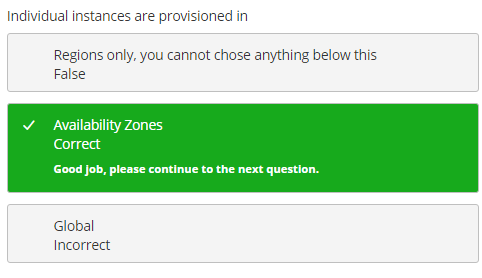 Individual instances are provisioned in
Regions only, you cannot chose anything below this
False
Availability Zones
Correct
Good job, please continue to the next question.
Global
Incorrect